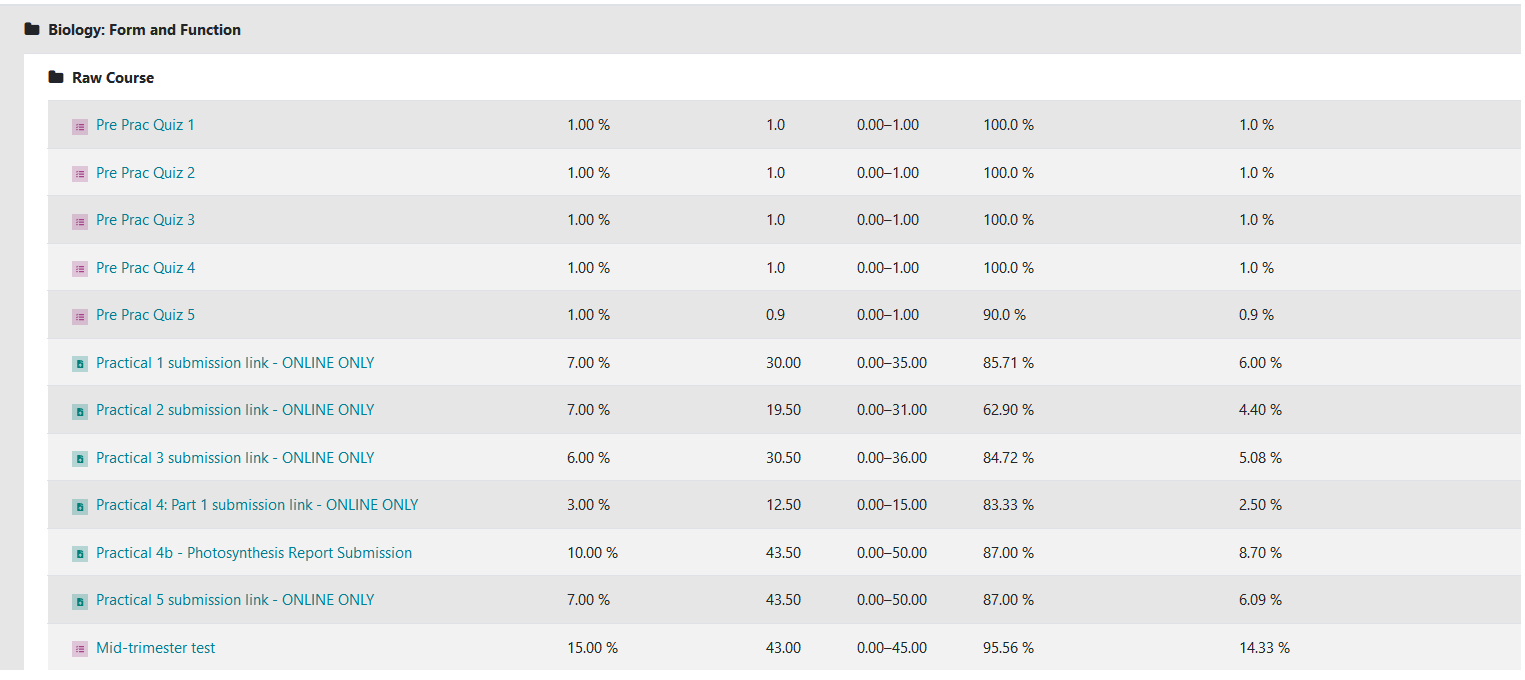 Biology: Form and Function
Raw Course
Pre Prac Quiz 1 1.00 % 1.0 0.00–1.00 100.0 % 1.0 %
Pre Prac Quiz 2 1.00 % 1.0 0.00–1.00 100.0 % 1.0 %
Pre Prac Quiz 3 1.00 % 1.0 0.00–1.00 100.0 % 1.0 %
Pre Prac Quiz 4 1.00 % 1.0 0.00–1.00 100.0 % 1.0 %
Pre Prac Quiz 5 1.00 % 0.9 0.00–1.00 90.0 % 0.9 %
Practical 1 submission link - ONLINE ONLY 7.00 % 30.00 0.00–35.00 85.71 % 6.00 %
Practical 2 submission link - ONLINE ONLY 7.00 % 19.50 0.00–31.00 62.90 % 4.40 %
Practical 3 submission link - ONLINE ONLY 6.00 % 30.50 0.00–36.00 84.72 % 5.08 %
Practical 4: Part 1 submission link - ONLINE ONLY 3.00 % 12.50 0.00–15.00 83.33 % 2.50 %
Practical 4b - Photosynthesis Report Submission 10.00 % 43.50 0.00–50.00 87.00 % 8.70 %
Practical 5 submission link - ONLINE ONLY 7.00 % 43.50 0.00–50.00 87.00 % 6.09 %
Mid-trimester test 15.00 % 43.00 0.00–45.00 95.56 % 14.33 %